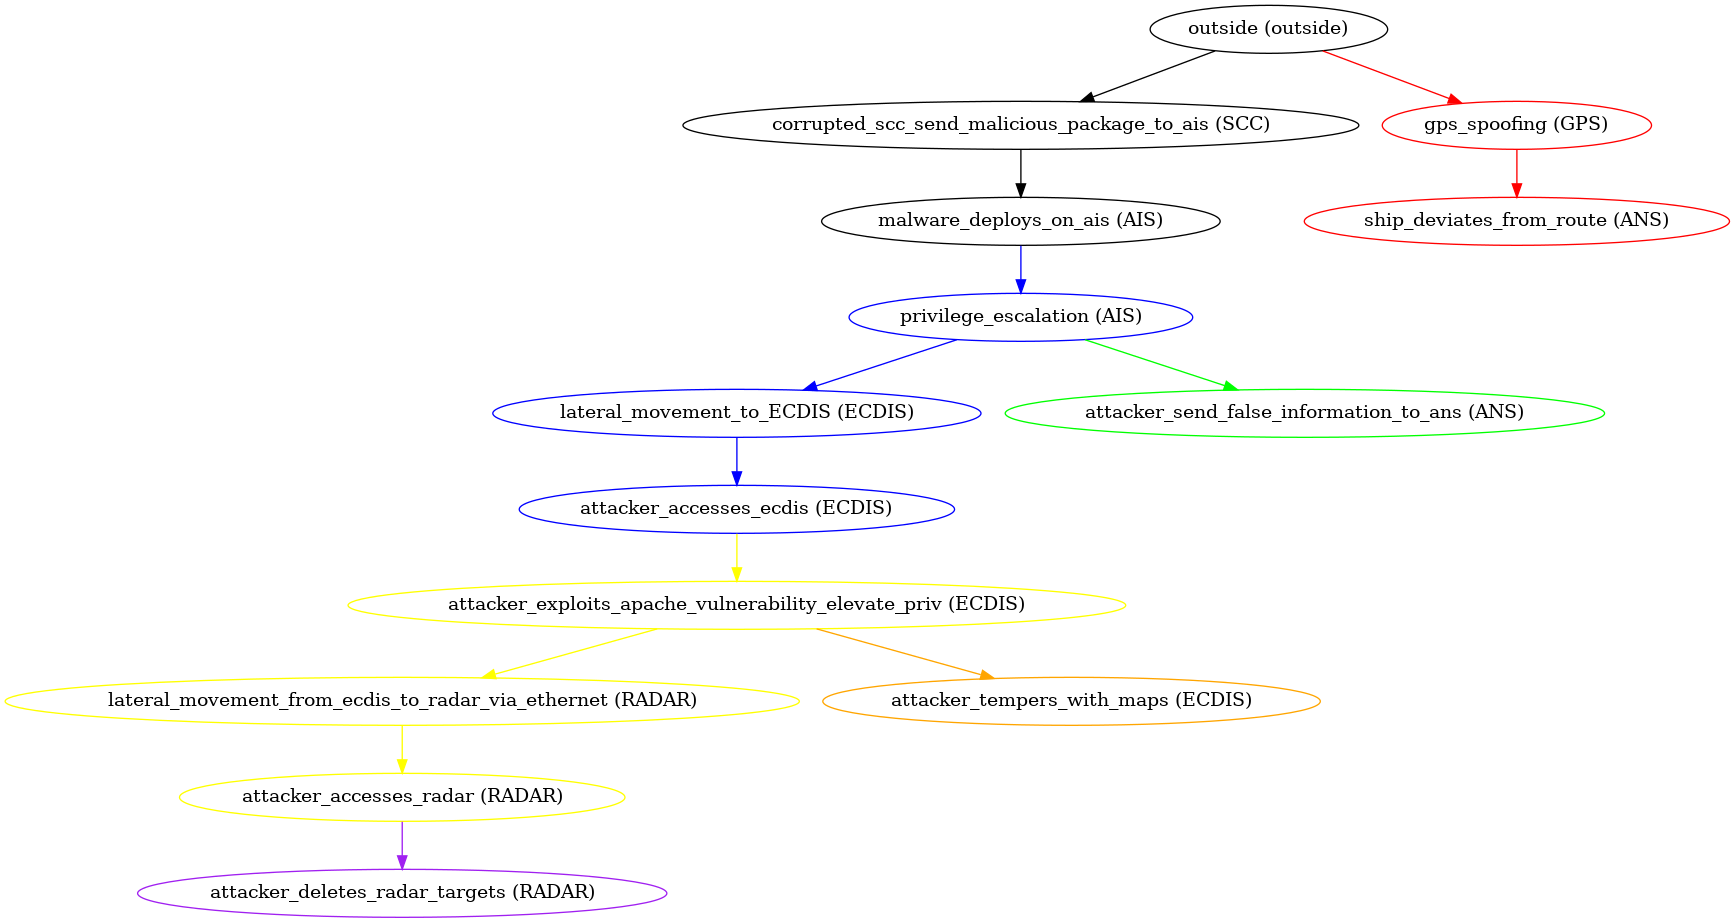 outside (outside)
corrupted_scc_send_malicious_package_to_ais (SCC)
gps_spoofing (GPS)
malware_deploys_on_ais (AIS)
ship_deviates_from_route (ANS)
privilege_escalation (AIS)
lateral_movement_to_ECDIS (ECDIS)
attacker_send_false_information_to_ans (ANS)
attacker_accesses_ecdis (ECDIS)
attacker_exploits_apache_vulnerability_elevate_priv (ECDIS)
lateral_movement_from_ecdis_to_radar_via_ethernet (RADAR)
attacker_tempers_with_maps (ECDIS)
attacker_accesses_radar (RADAR)
attacker_deletes_radar_targets (RADAR)